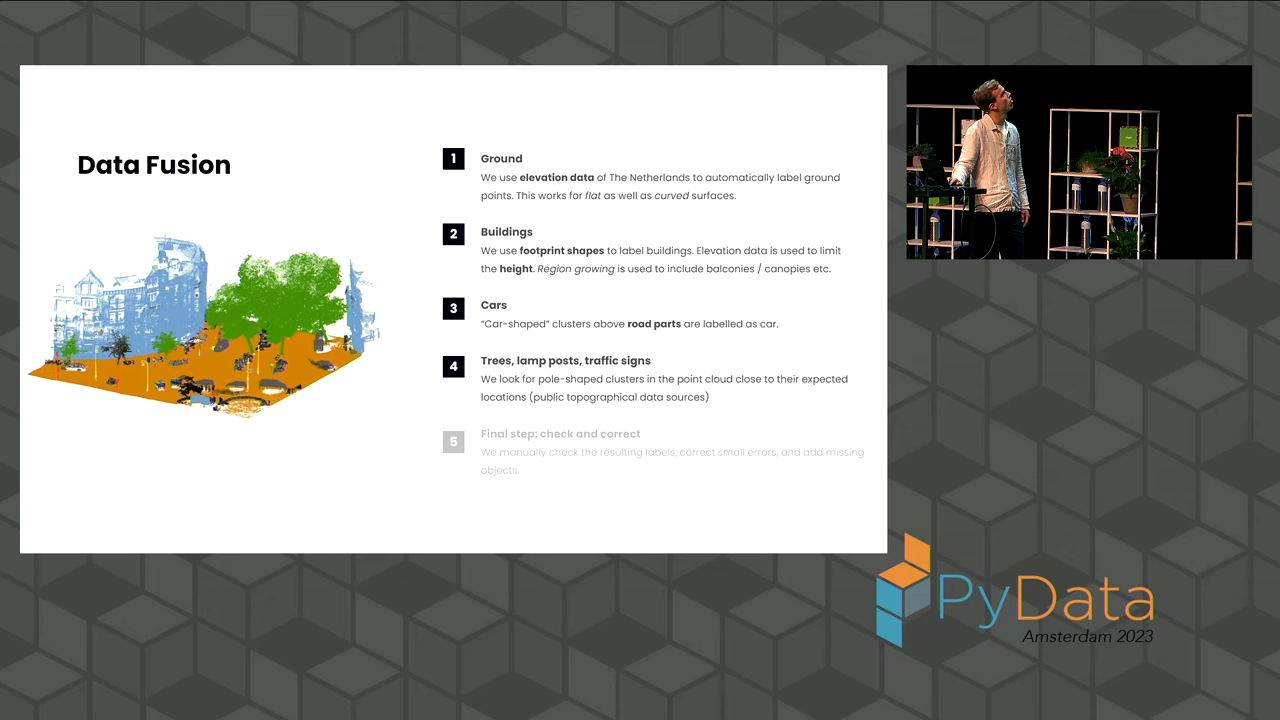 Data Fusion
1
Ground
We use elevation data of The Netherlands to automatically label ground
points. This works for flat as well as curved surfaces.
2
Buildings
We use footprint shapes to label buildings. Elevation data is used to limit
the height. Region growing is used to include balconies / canopies etc.
3
Cars
“Car-shaped” clusters above road parts are labelled as car.
4
Trees, lamp posts, traffic signs
We look for pole-shaped clusters in the point cloud close to their expected
locations (public topographical data sources)
5
Final step: check and correct
We manually check the resulting labels, correct small errors, and add missing
objects.
PyData
Amsterdam 2023